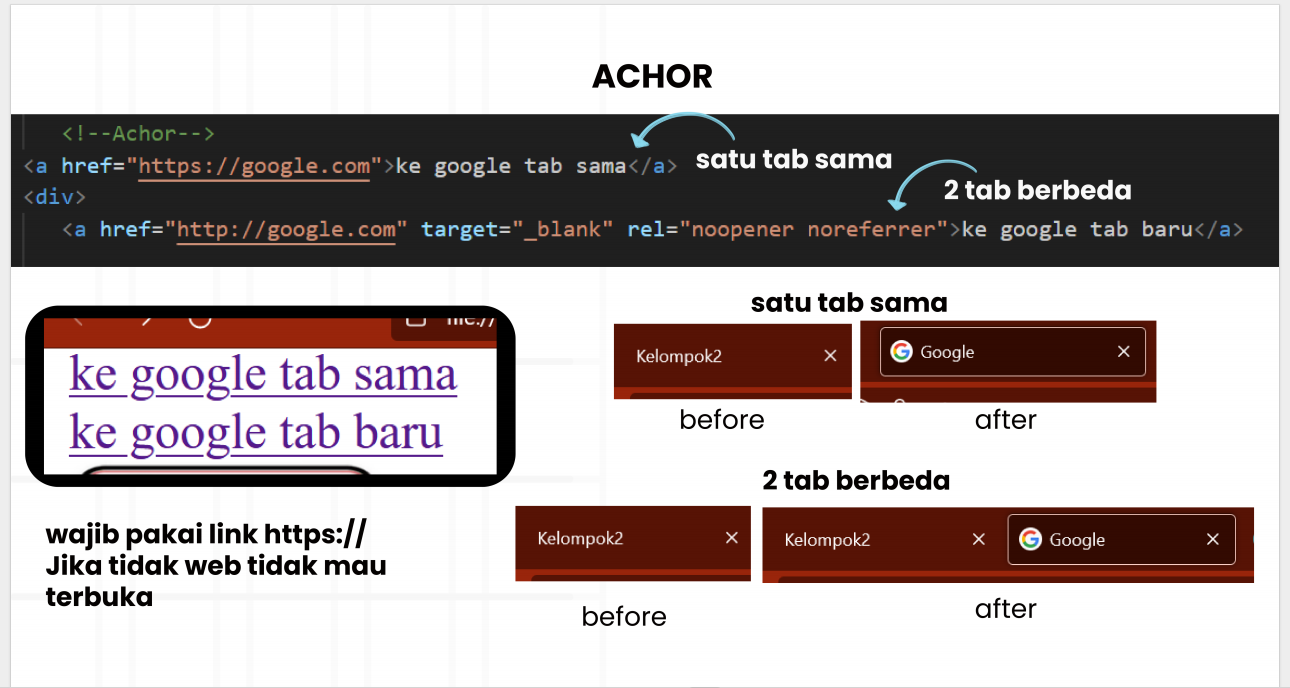 ACHOR
<!--Achor-->
<a href="https://google.com">ke google tab sama</a>
satu tab sama
<div>
2 tab berbeda
<a href="http://google.com" target="_blank" rel="noopener noreferrer">ke google tab baru</a>
ke google tab sama
ke google tab baru
wajib pakai link https://
Jika tidak web tidak mau
terbuka
satu tab sama
Kelompok2
Google
before
after
2 tab berbeda
Kelompok2
Kelompok2
Google
before
after